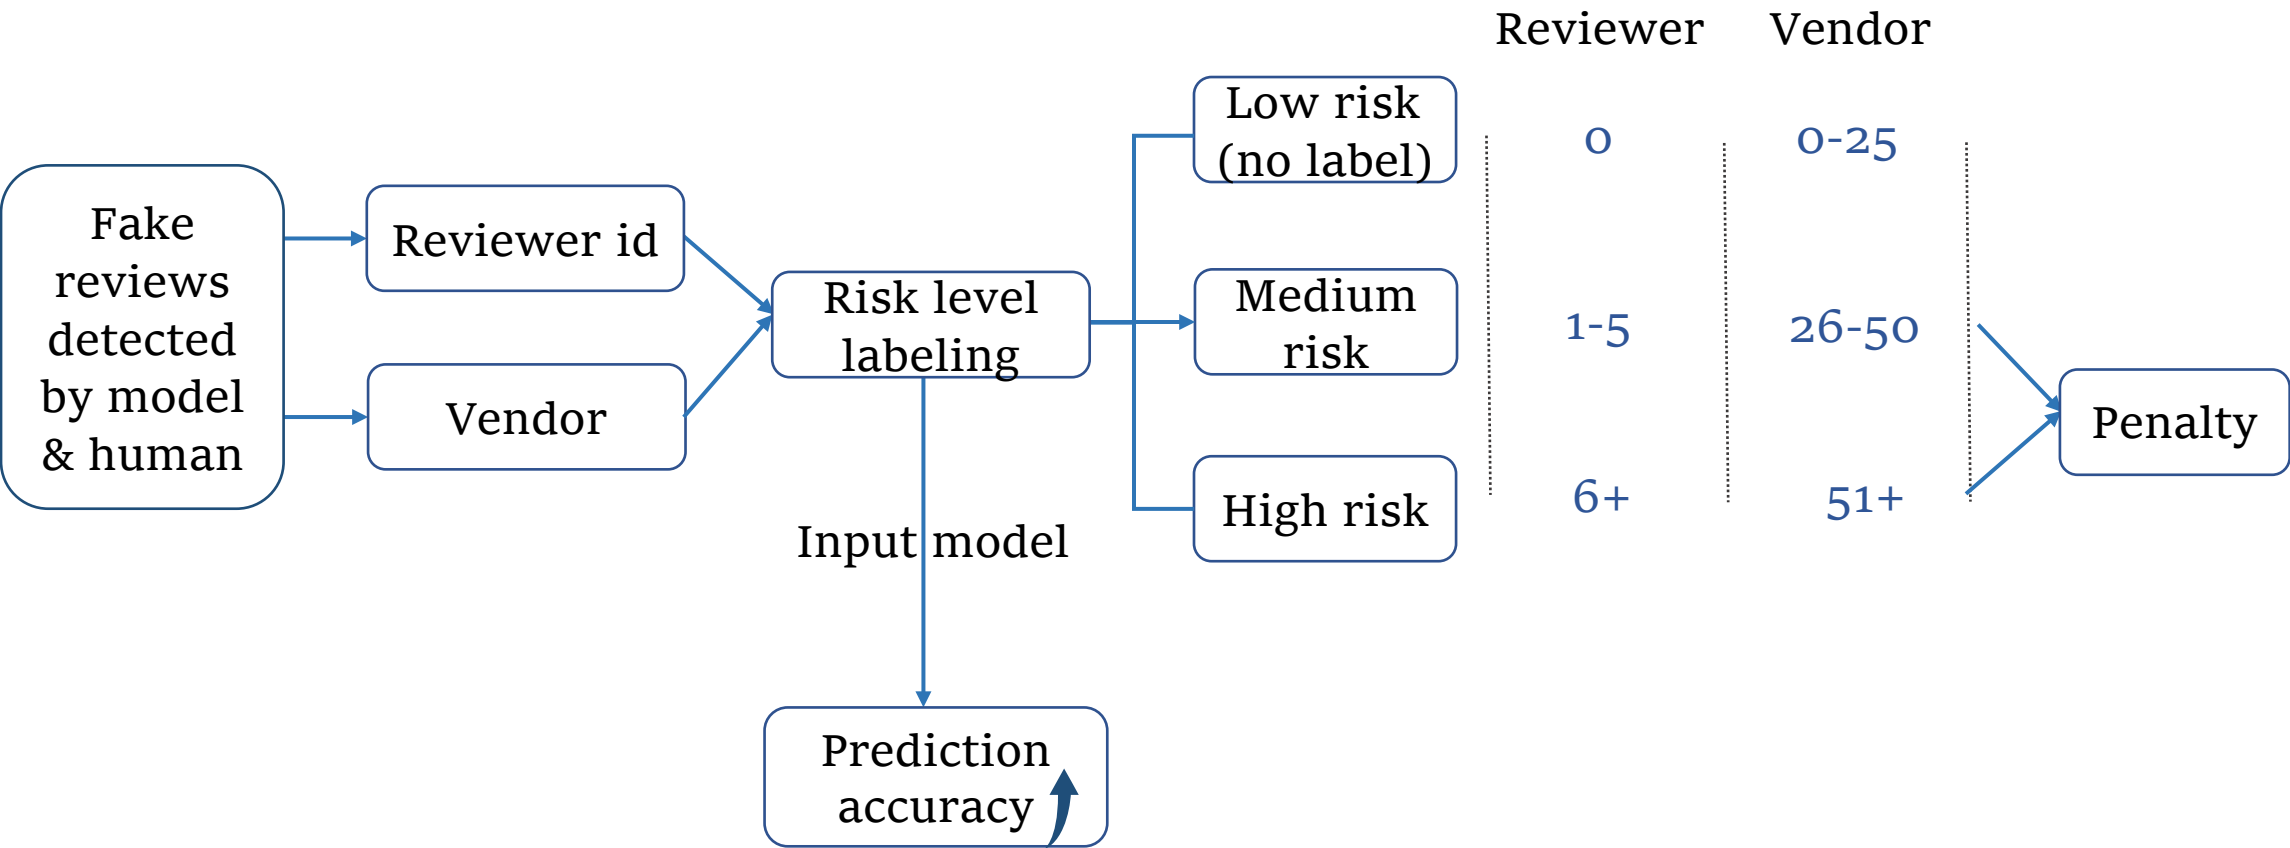 Reviewer Vendor
Fake
reviews
detected
by model
& human
Reviewer id
Vendor
Risk level
labeling
Input model
Prediction
accuracy
Low risk
(no label)
0
0-25
Medium
risk
1-5
26-50
High risk
6+
51+
Penalty